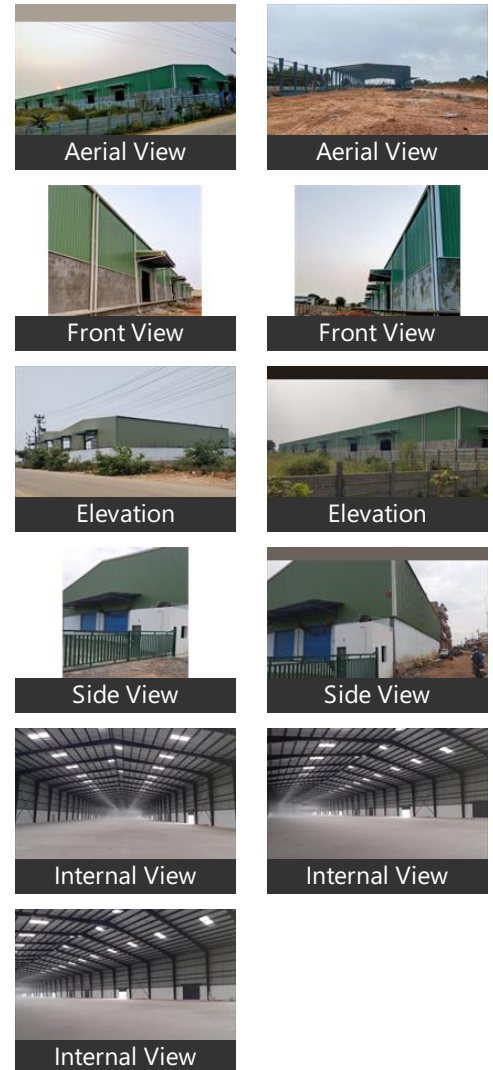 Aerial View
Aerial View
Front View
Front View
Elevation
Elevation
Side View
Side View
Internal View
Internal View
Internal View